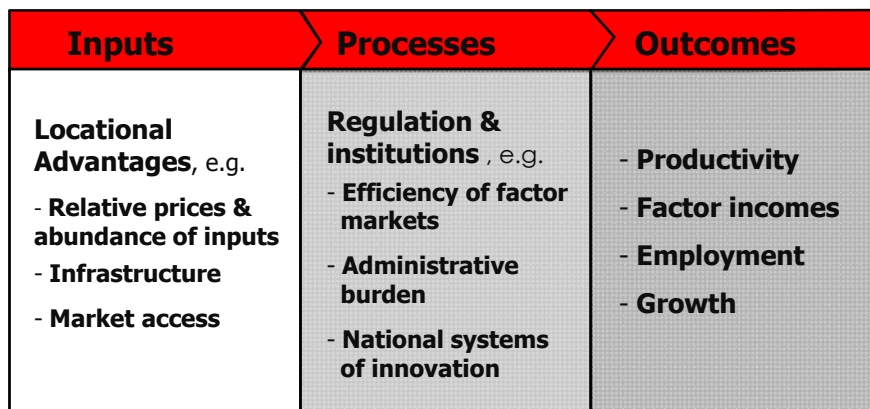 Inputs
Processes
Outcomes
Locational
Advantages, e.g.
- Relative prices &
abundance of inputs
- Infrastructure
- Market access
Regulation &
institutions , e.g.
- Efficiency of factor
markets
- Administrative
burden
- National systems
of innovation
- Productivity
- Factor incomes
- Employment
- Growth